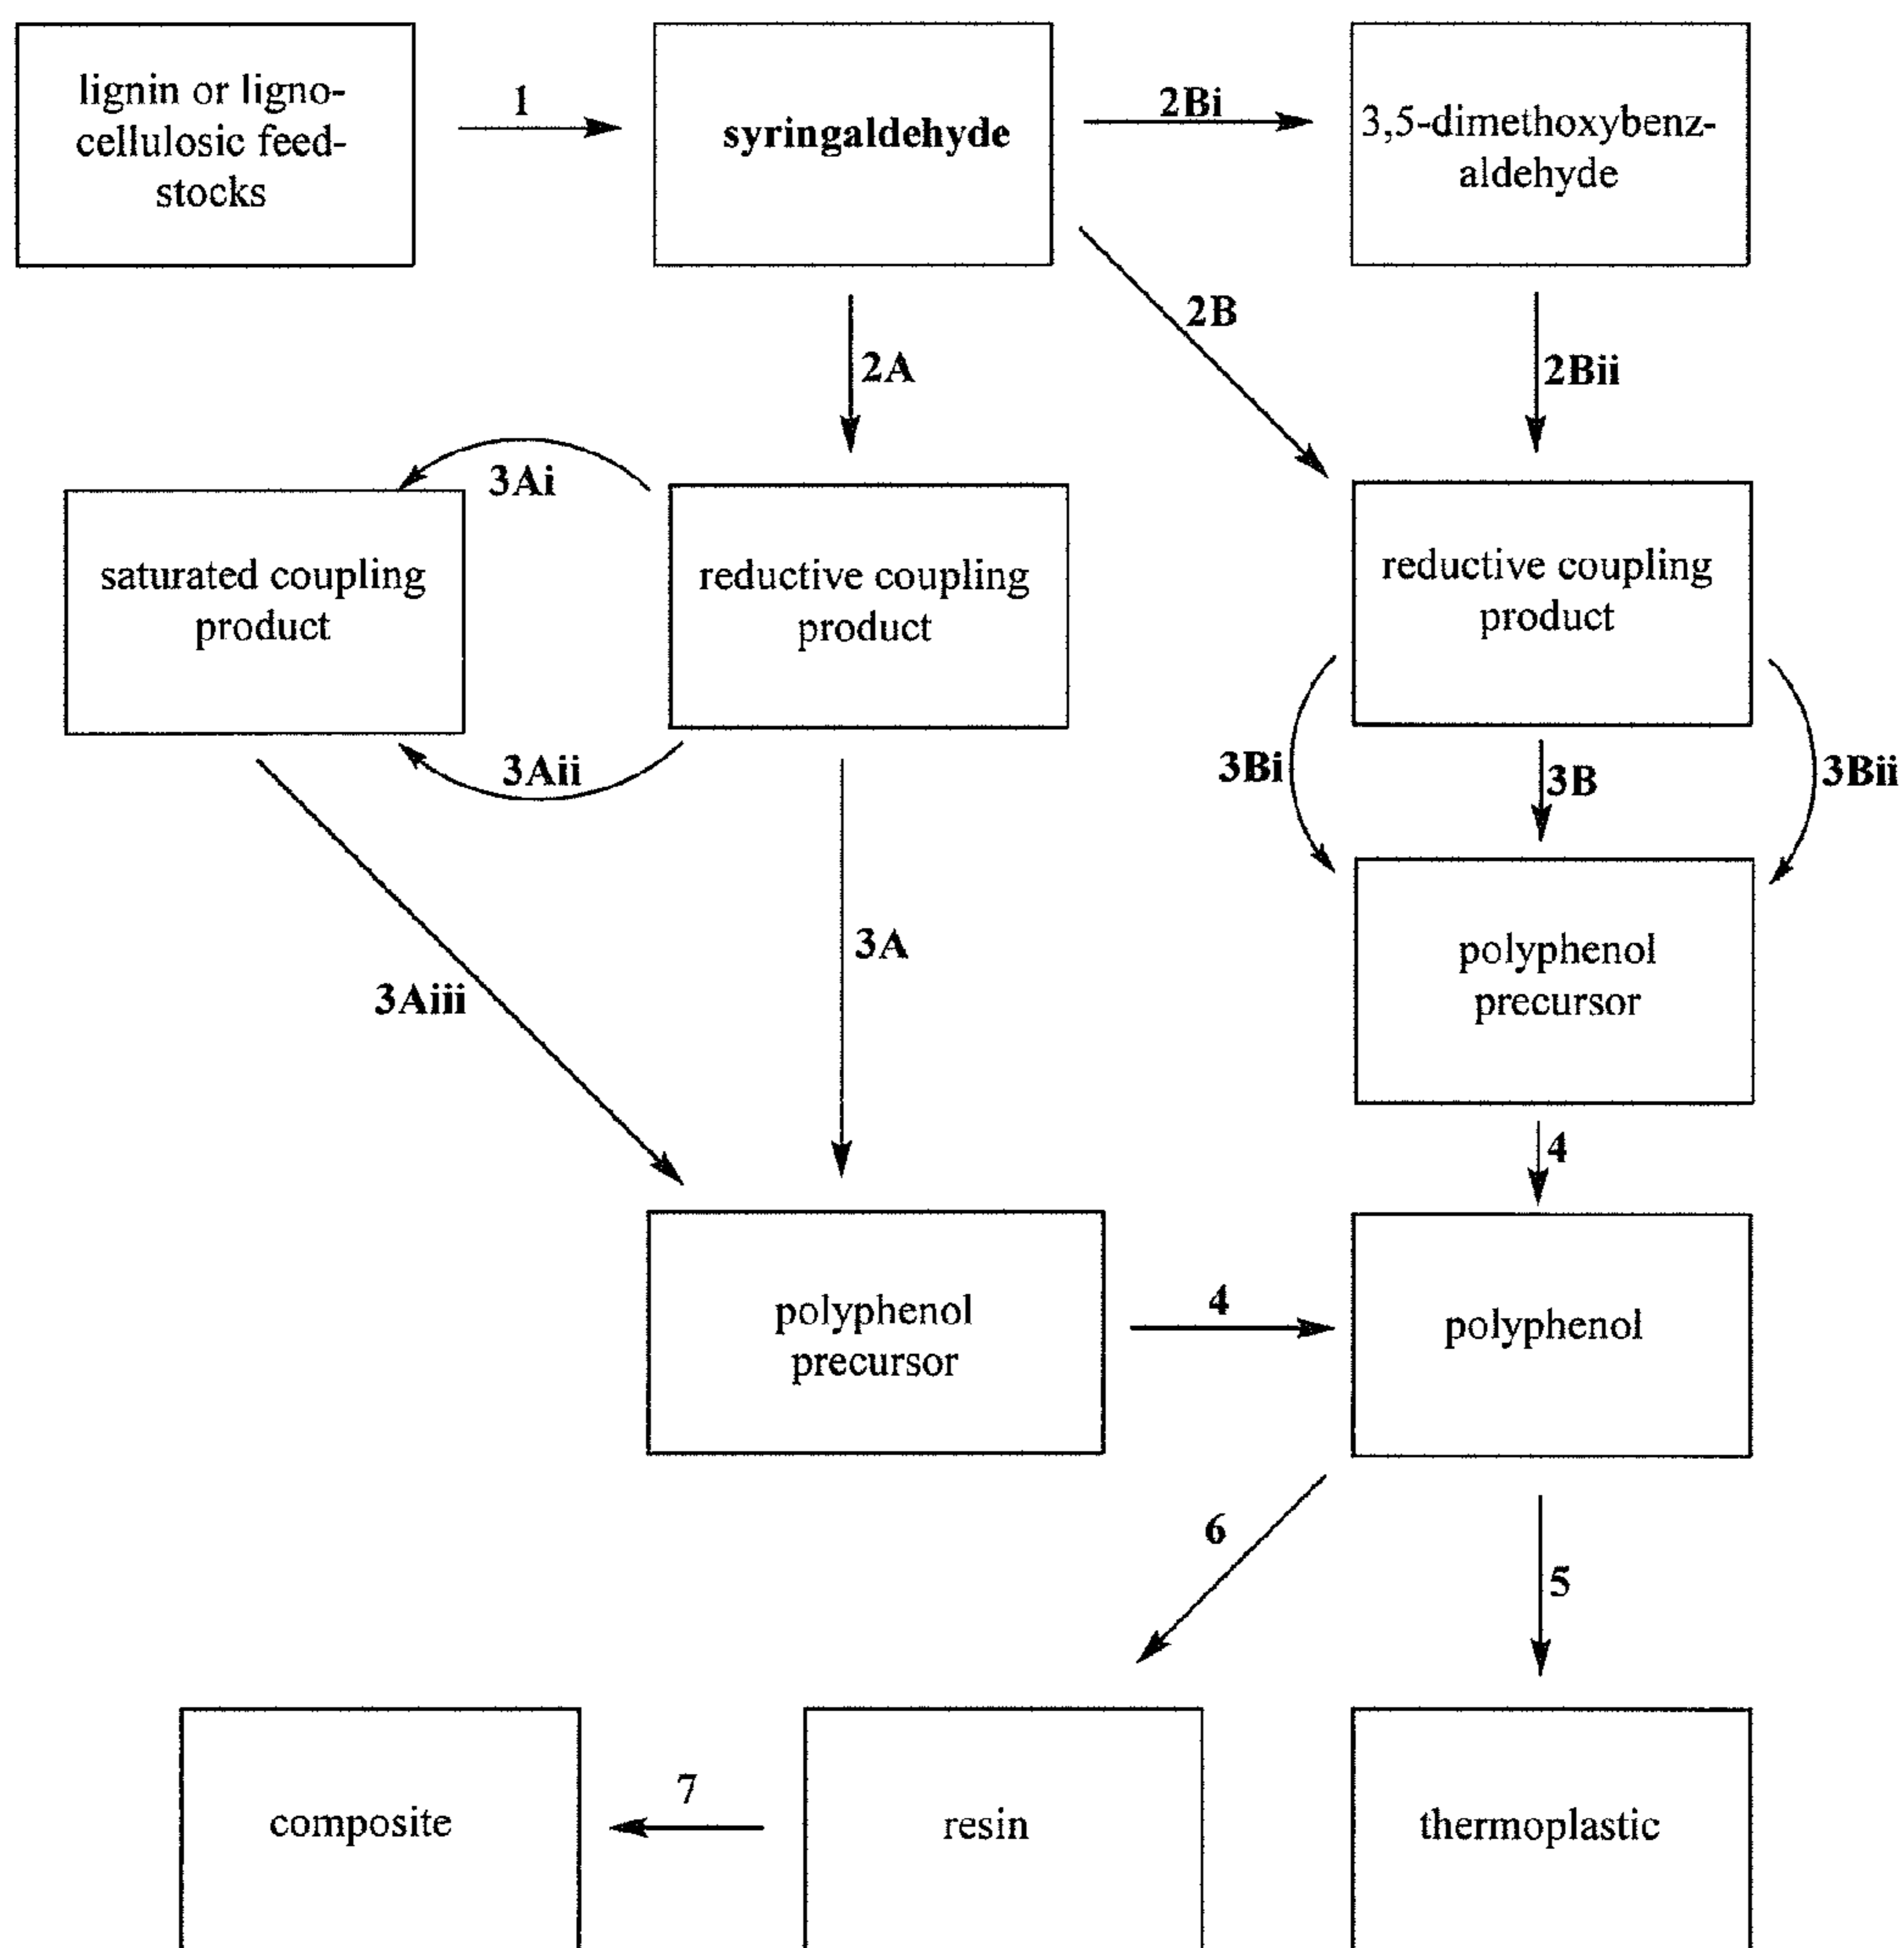 lignin or ligno-
cellulosic feed-
stocks
1
syringaldehyde
2Bi
3,5-dimethoxybenz-
aldehyde
2A
2B
2Bii
3Ai
saturated coupling
product
reductive coupling
product
reductive coupling
product
3Aii
3Bi
3B
3Bii
3Aiii
3A
polyphenol
precursor
4
polyphenol
precursor
4
polyphenol
6
5
composite
7
resin
thermoplastic